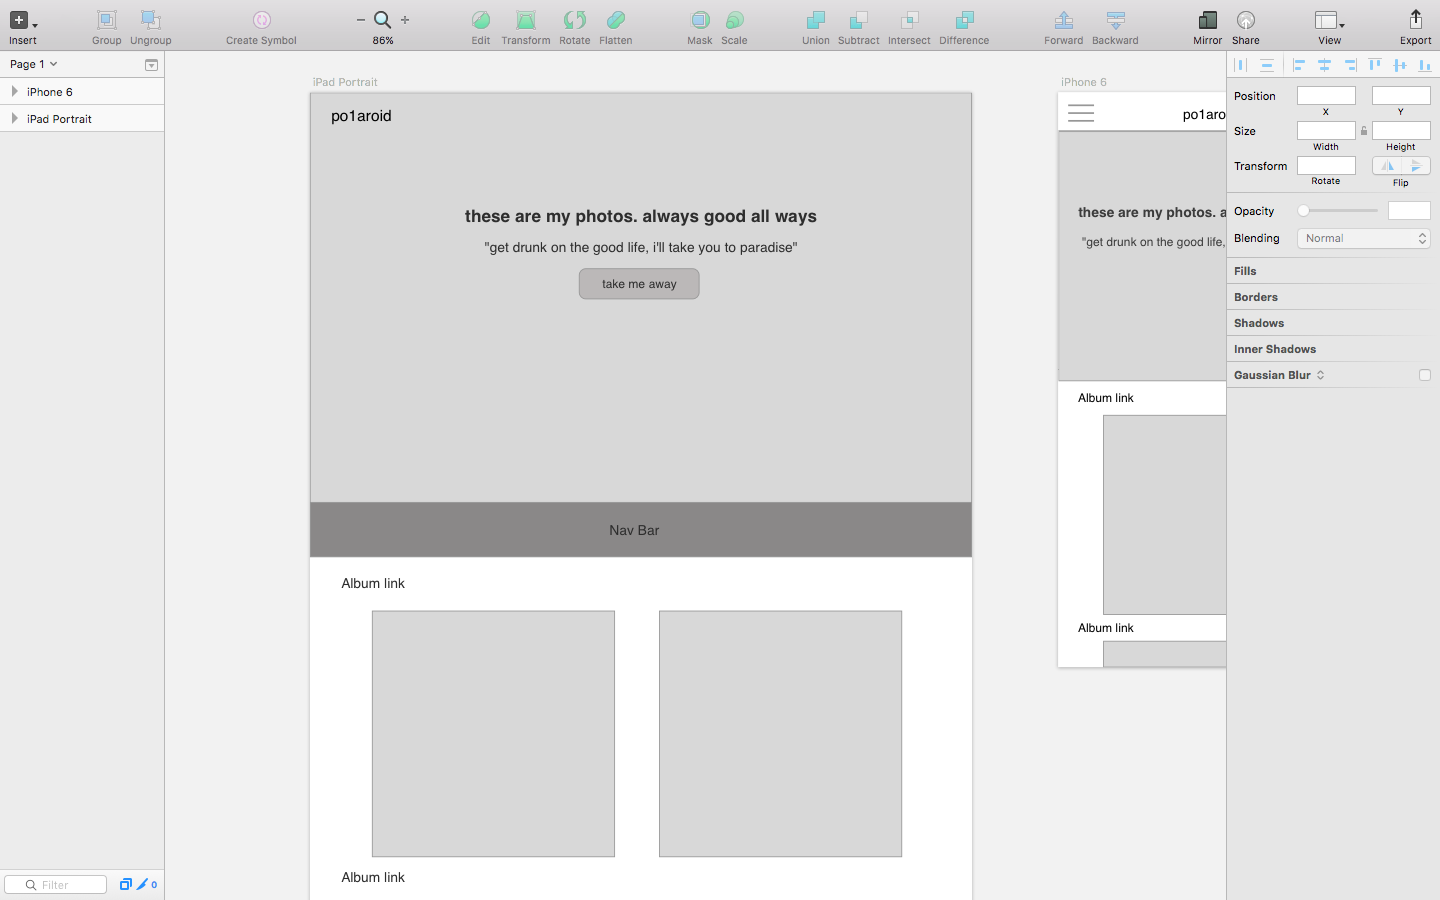 Insert
Group
Ungroup
Create Symbol
86%
Edit
Transform
Rotate
Flatten
Mask
Scale
Union
Subtract
Intersect
Difference
Forward
Backward
Mirror
Share
View
Export
Page 1
iPhone 6
iPad Portrait
Filter
0
iPad Portrait
po1aroid
these are my photos. always good all ways
"get drunk on the good life, i'll take you to paradise"
take me away
Nav Bar
Album link
Album link
iPhone 6
po1aro
these are my photos. a
"get drunk on the good life,
Album link
Album link
Position
X
Y
Size
Width
Height
Transform
Rotate
Flip
Opacity
Blending
Normal
Fills
Borders
Shadows
Inner Shadows
Gaussian Blur